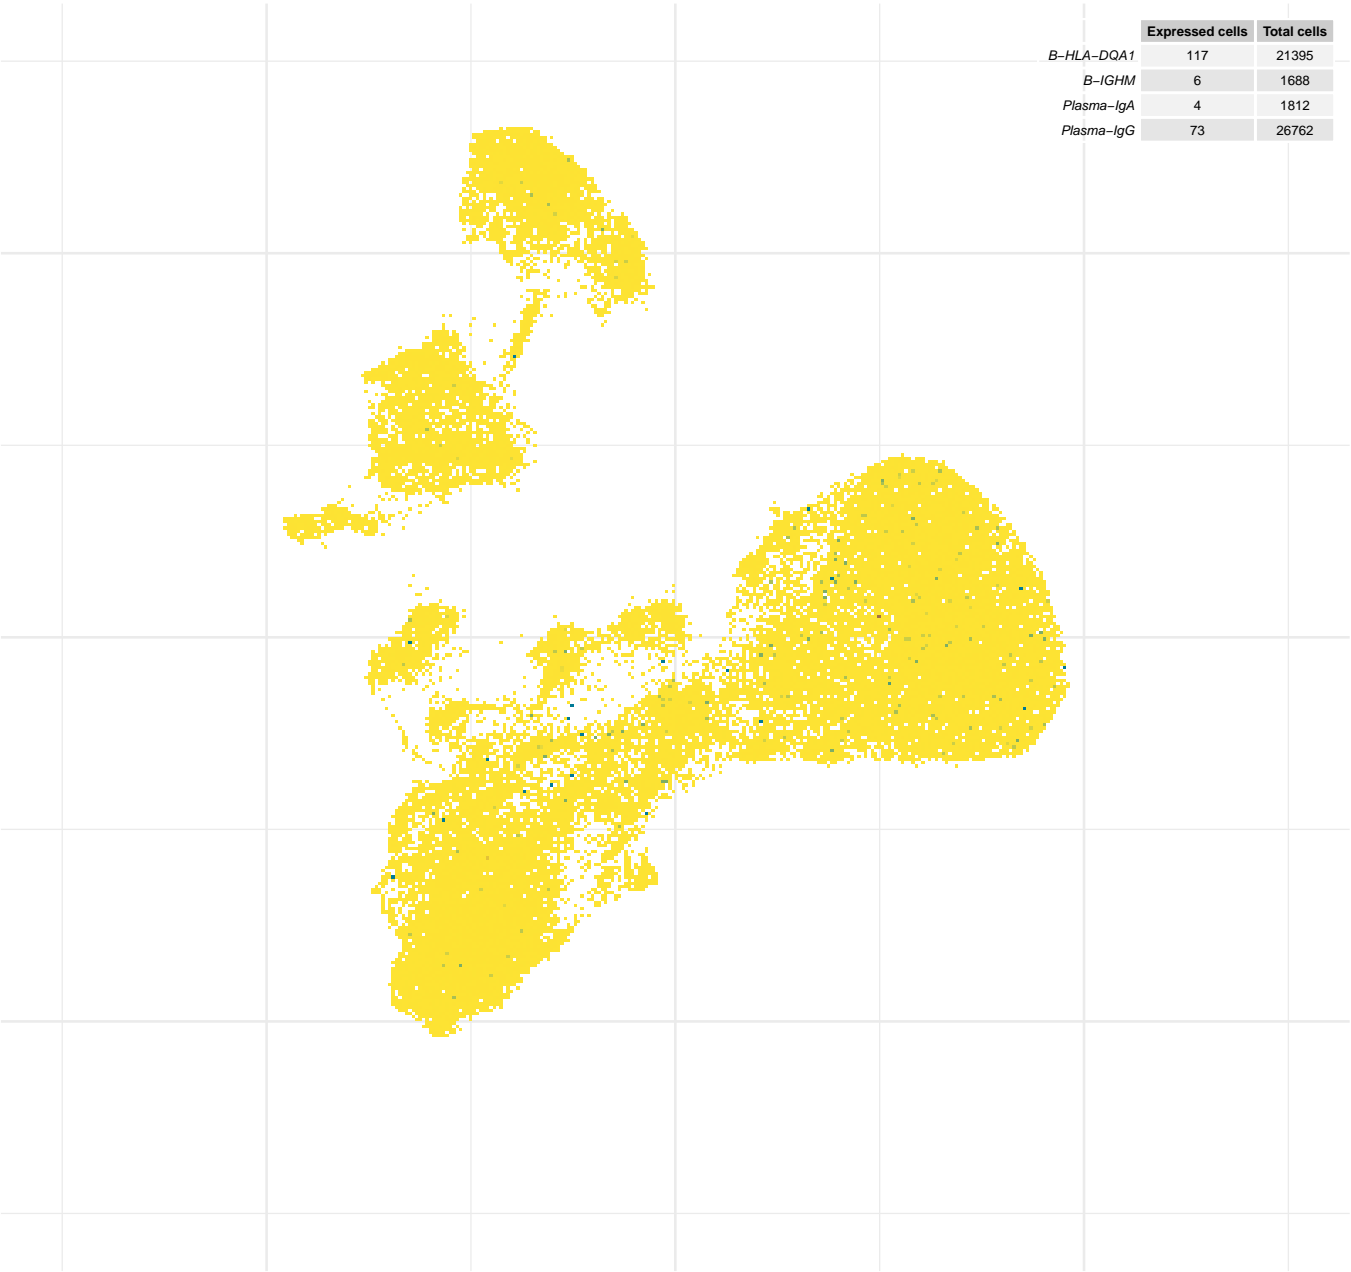 Expressed cells Total cells
B−HLA−DQA1 117 21395
B−IGHM 6 1688
Plasma−IgA 4 1812
Plasma−IgG 73 26762